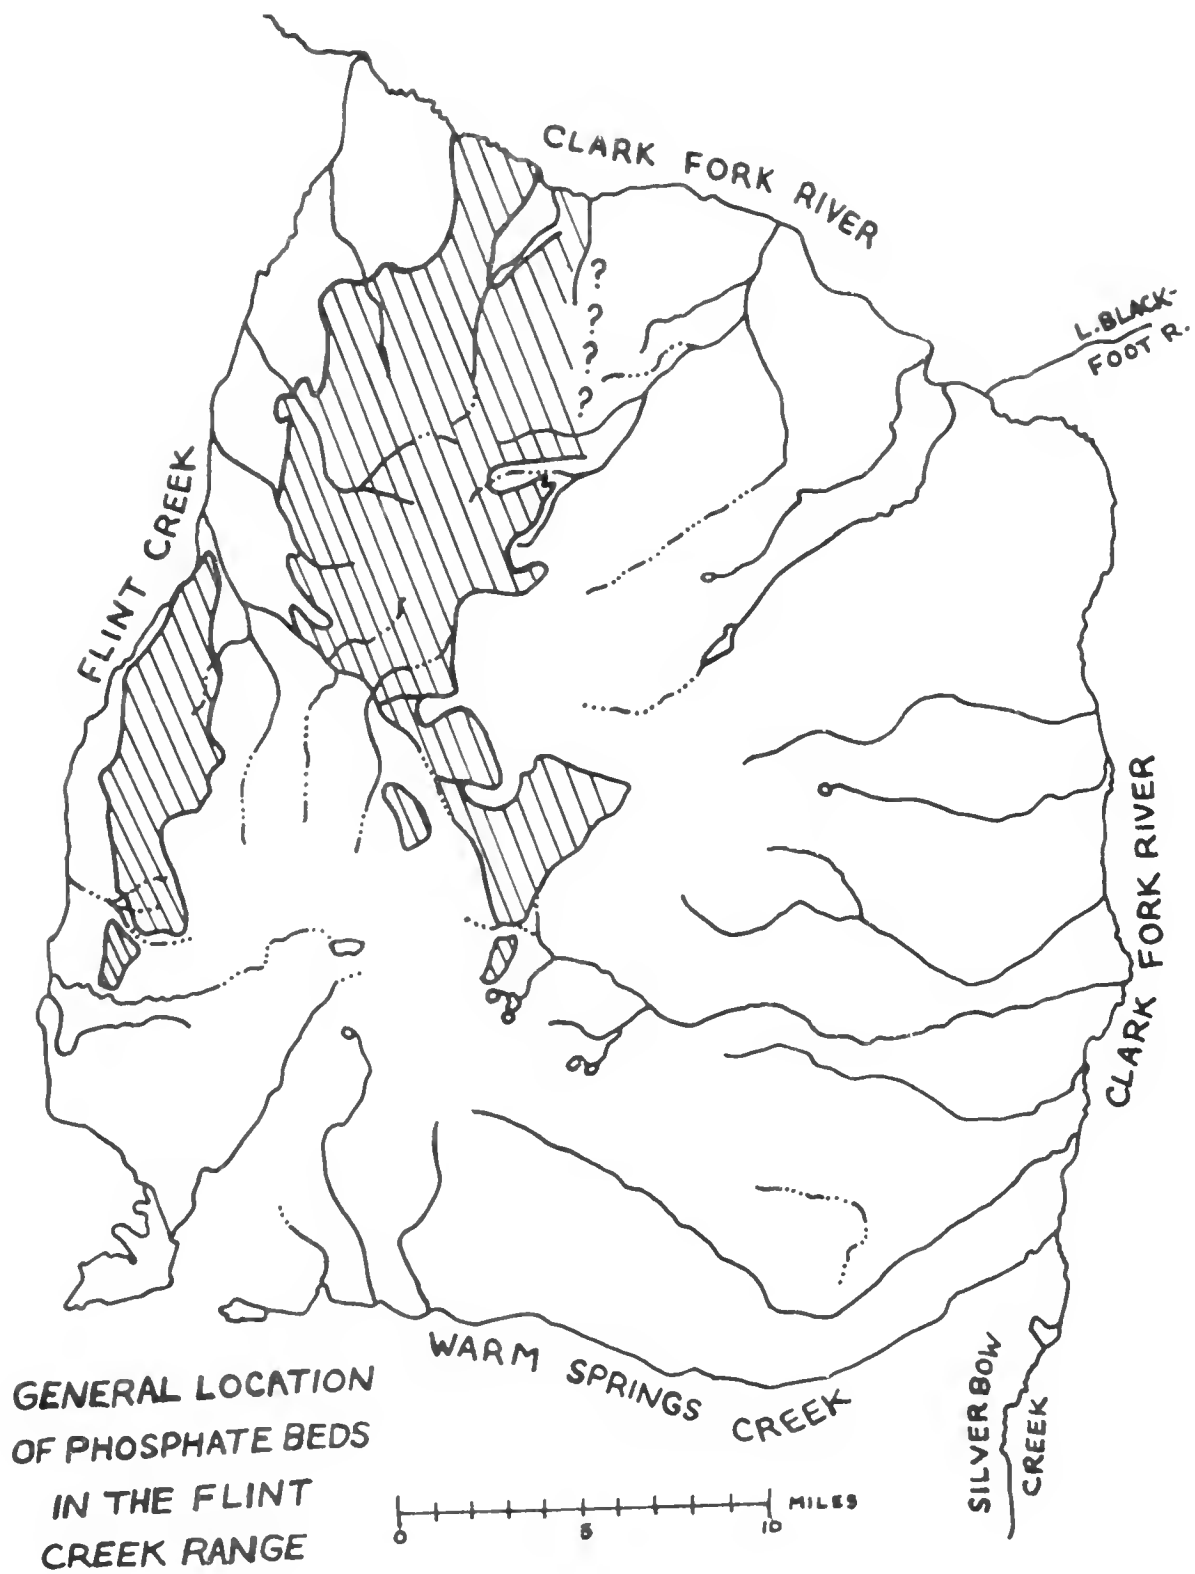 CLARK FORK RIVER
L. BLACK-
FOOT R.
?
?
?
?
FLINT CREEK
CLARK FORK RIVER
WARM SPRINGS CREEK
SILVER BOW
CREEK
GENERAL LOCATION
OF PHOSPHATE BEDS
IN THE FLINT
CREEK RANGE
MILES
0 5 10